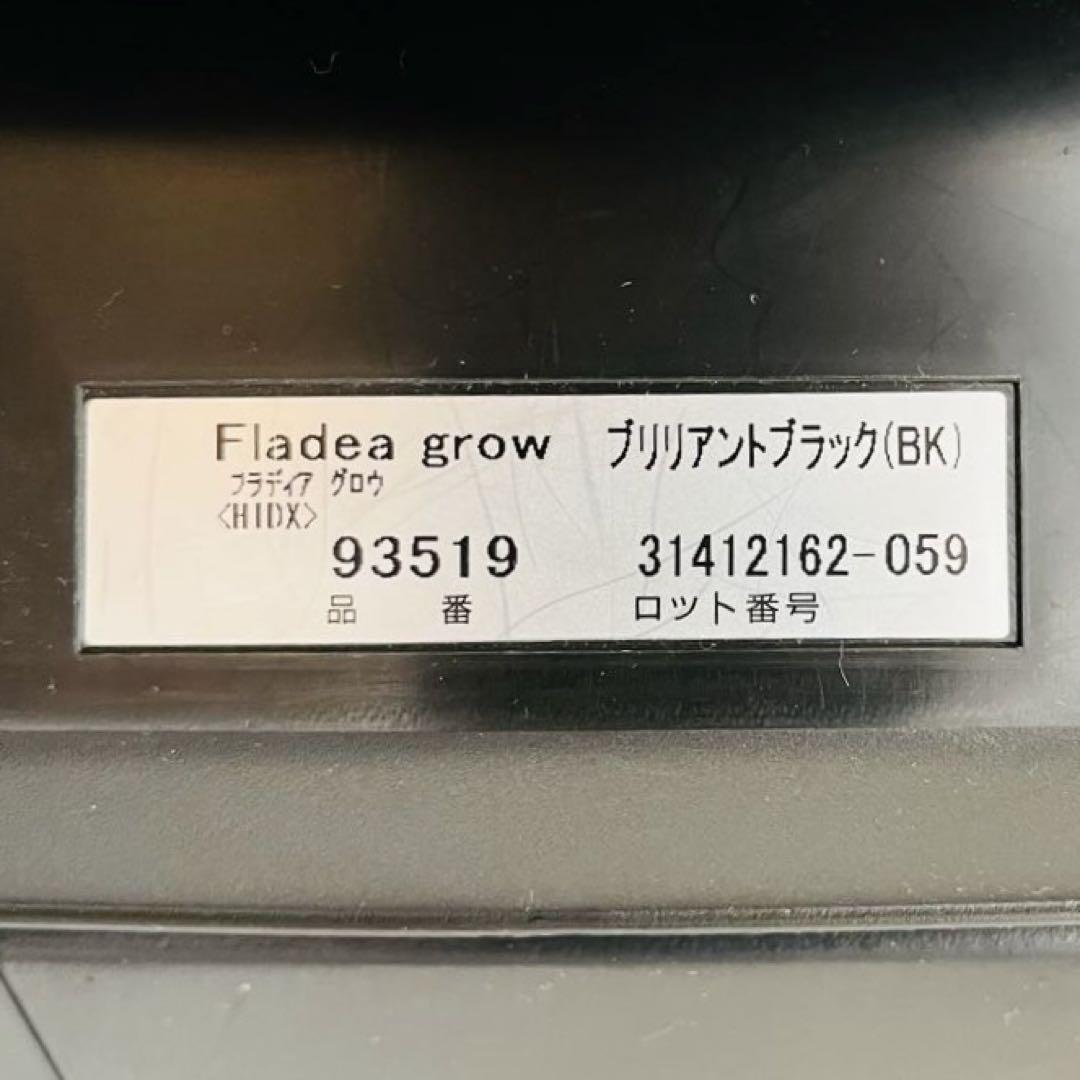 Fladea grow ブリリアントブラック(BK)
フラディア グロウ
〈HIDX〉
93519 31412162-059
品番 ロット番号